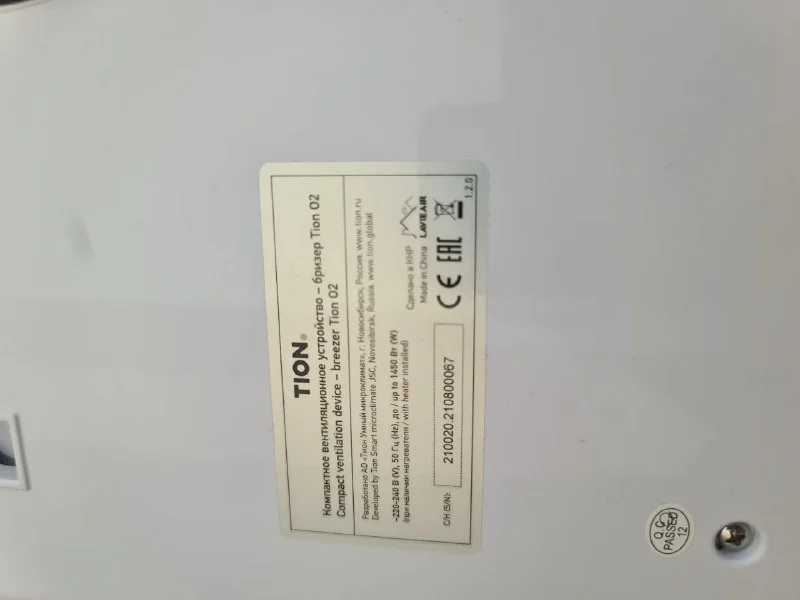 TION
Компактное вентиляционное устройство – бризер Tion O2
Compact ventilation device – breezer Tion O2
Разработано АО «Тион Умный микроклимат», г. Новосибирск, Россия, www.tion.ru
Developed by Tion Smart microclimate JSC, Novosibirsk, Russia, www.tion.global
~220-240 В (V), 50 Гц (Hz), до / up to 1450 Вт (W)
(при наличии нагревателя / with heater installed)
Сделано в КНР
Made in China
LAVIEAIR
С/Н (S/N):
210020.210800067
CE EAC
1.2.0
Q.C
PASSED
12